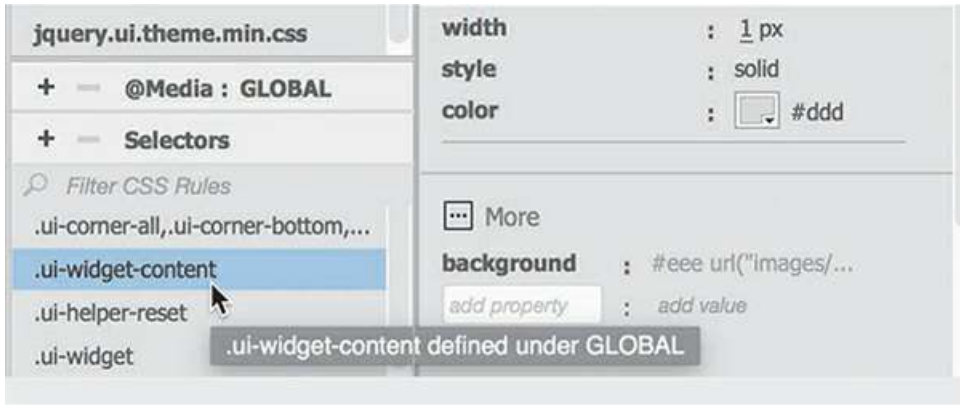 jquery.ui.theme.min.css
+ − @Media : GLOBAL
+ − Selectors
Filter CSS Rules
.ui-corner-all,.ui-corner-bottom,...
.ui-widget-content
.ui-helper-reset
.ui-widget
.ui-widget-content defined under GLOBAL
width : 1 px
style : solid
color : #ddd
More
background : #eee url("images/...
add property : add value